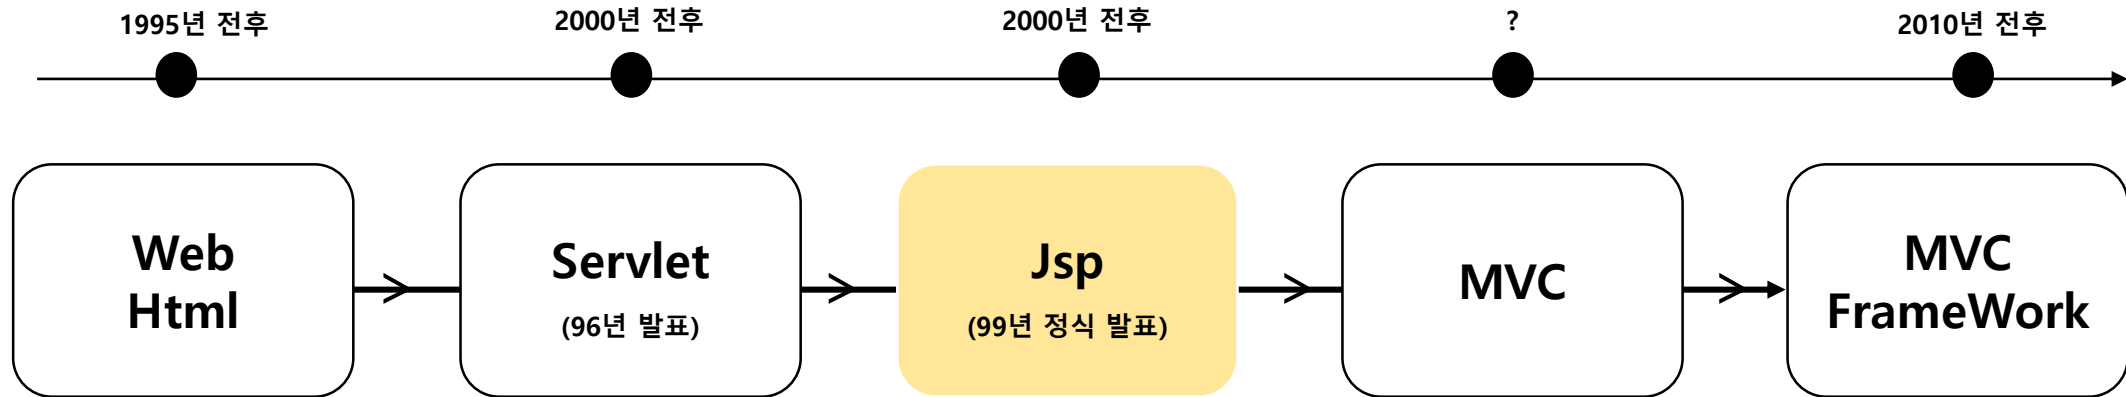 1995년 전후
2000년 전후
2000년 전후
?
2010년 전후
Web
Html
Servlet
(96년 발표)
Jsp
(99년 정식 발표)
MVC
MVC
FrameWork